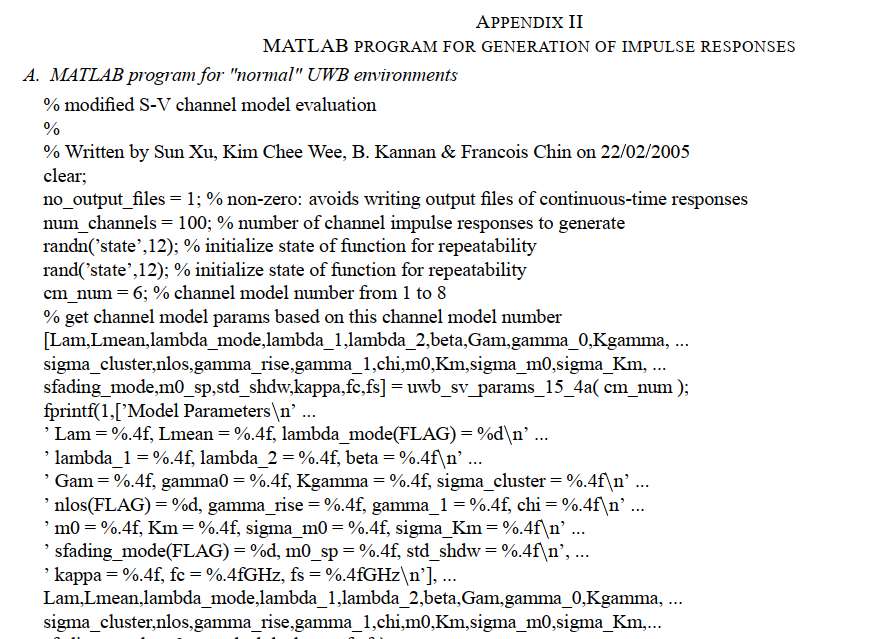 APPENDIX II
MATLAB PROGRAM FOR GENERATION OF IMPULSE RESPONSES
A. MATLAB program for "normal" UWB environments
% modified S-V channel model evaluation
%
% Written by Sun Xu, Kim Chee Wee, B. Kannan & Francois Chin on 22/02/2005
clear;
no_output_files = 1; % non-zero: avoids writing output files of continuous-time responses
num_channels = 100; % number of channel impulse responses to generate
randn(’state’,12); % initialize state of function for repeatability
rand(’state’,12); % initialize state of function for repeatability
cm_num = 6; % channel model number from 1 to 8
% get channel model params based on this channel model number
[Lam,Lmean,lambda_mode,lambda_1,lambda_2,beta,Gam,gamma_0,Kgamma, ...
sigma_cluster,nlos,gamma_rise,gamma_1,chi,m0,Km,sigma_m0,sigma_Km, ...
sfading_mode,m0_sp,std_shdw,kappa,fc,fs] = uwb_sv_params_15_4a( cm_num );
fprintf(1,[’Model Parameters\n’ ...
’ Lam = %.4f, Lmean = %.4f, lambda_mode(FLAG) = %d\n’ ...
’ lambda_1 = %.4f, lambda_2 = %.4f, beta = %.4f\n’ ...
’ Gam = %.4f, gamma0 = %.4f, Kgamma = %.4f, sigma_cluster = %.4f\n’ ...
’ nlos(FLAG) = %d, gamma_rise = %.4f, gamma_1 = %.4f, chi = %.4f\n’ ...
’ m0 = %.4f, Km = %.4f, sigma_m0 = %.4f, sigma_Km = %.4f\n’ ...
’ sfading_mode(FLAG) = %d, m0_sp = %.4f, std_shdw = %.4f\n’, ...
’ kappa = %.4f, fc = %.4fGHz, fs = %.4fGHz\n’], ...
Lam,Lmean,lambda_mode,lambda_1,lambda_2,beta,Gam,gamma_0,Kgamma, ...
sigma_cluster,nlos,gamma_rise,gamma_1,chi,m0,Km,sigma_m0,sigma_Km,...